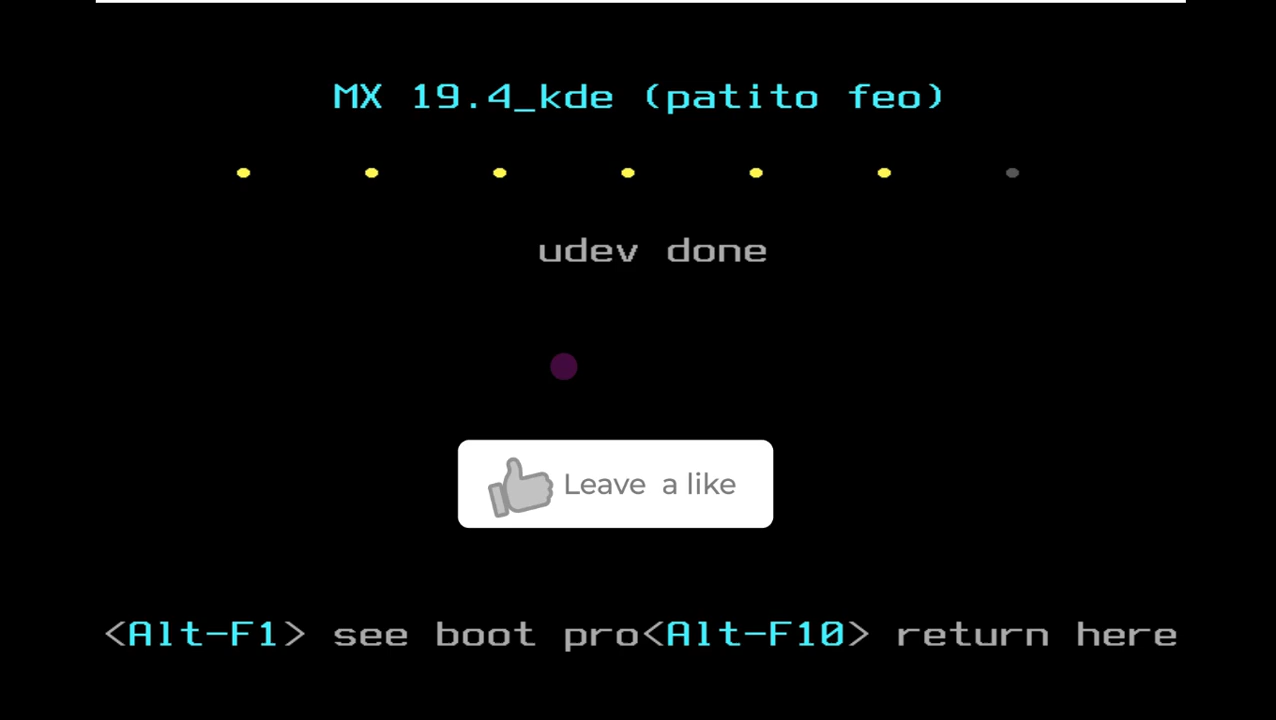 MX 19.4_kde (patito feo)
udev done
Leave a like
<Alt-F1> see boot pro<Alt-F10> return here